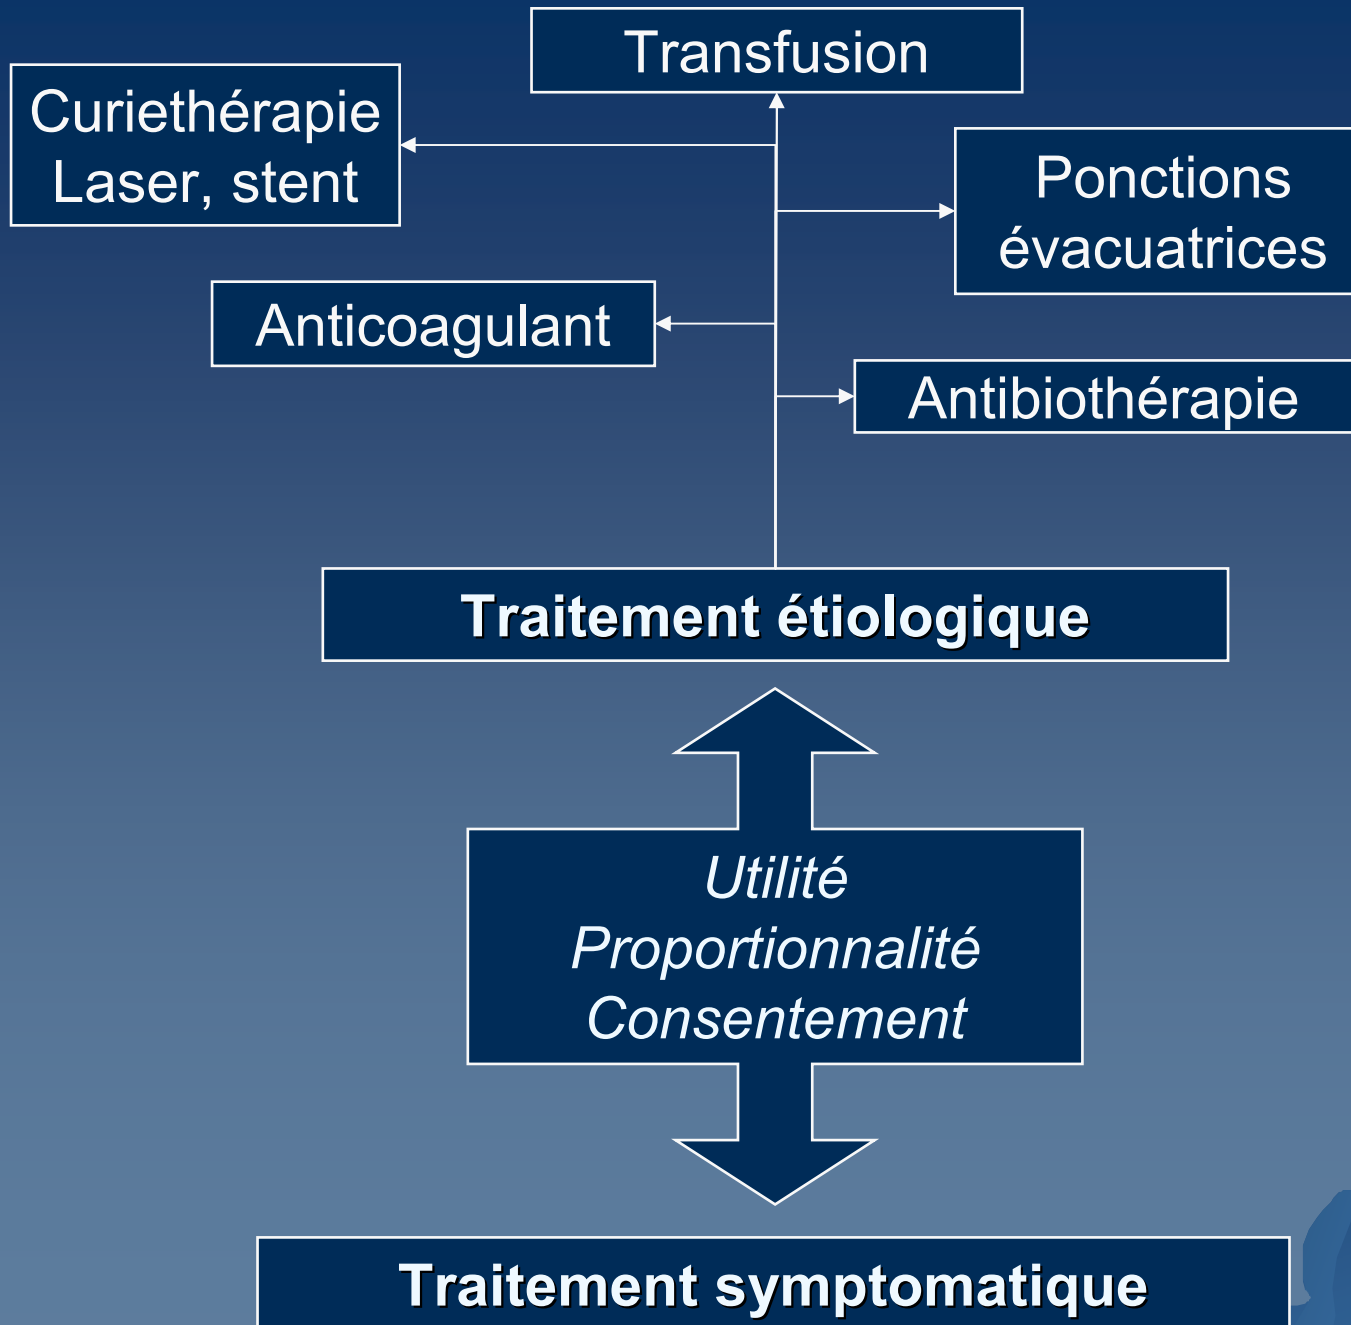 Transfusion
Curiethérapie
Laser, stent
Ponctions
évacuatrices
Anticoagulant
Antibiothérapie
Traitement étiologique
Utilité
Proportionnalité
Consentement
Traitement symptomatique